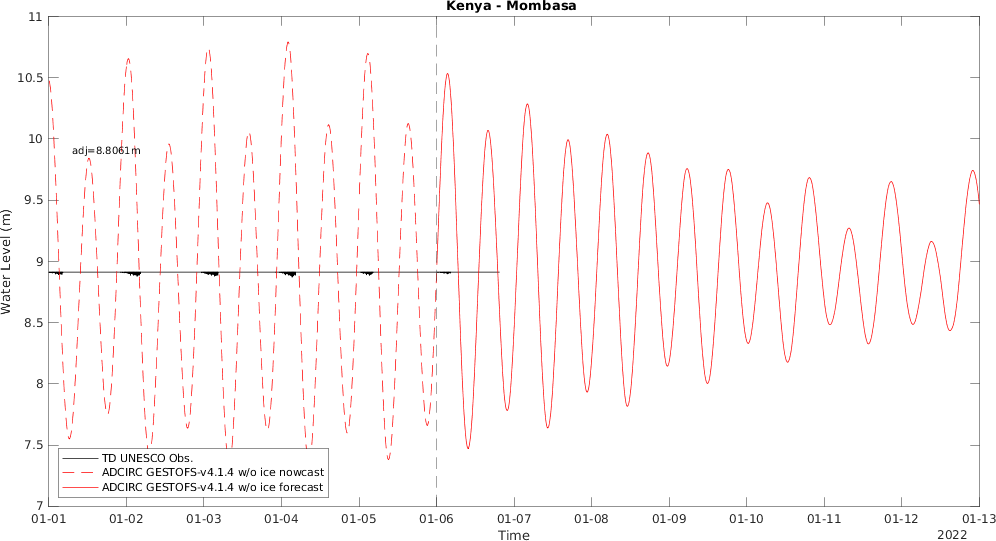 Kenya - Mombasa
11
10.5
10
9.5
9
8.5
8
7.5
7
Water Level (m)
adj=8.8061m
TD UNESCO Obs.
ADCIRC GESTOFS-v4.1.4 w/o ice nowcast
ADCIRC GESTOFS-v4.1.4 w/o ice forecast
01-01 01-02 01-03 01-04 01-05 01-06 01-07 01-08 01-09 01-10 01-11 01-12 01-13
Time
2022